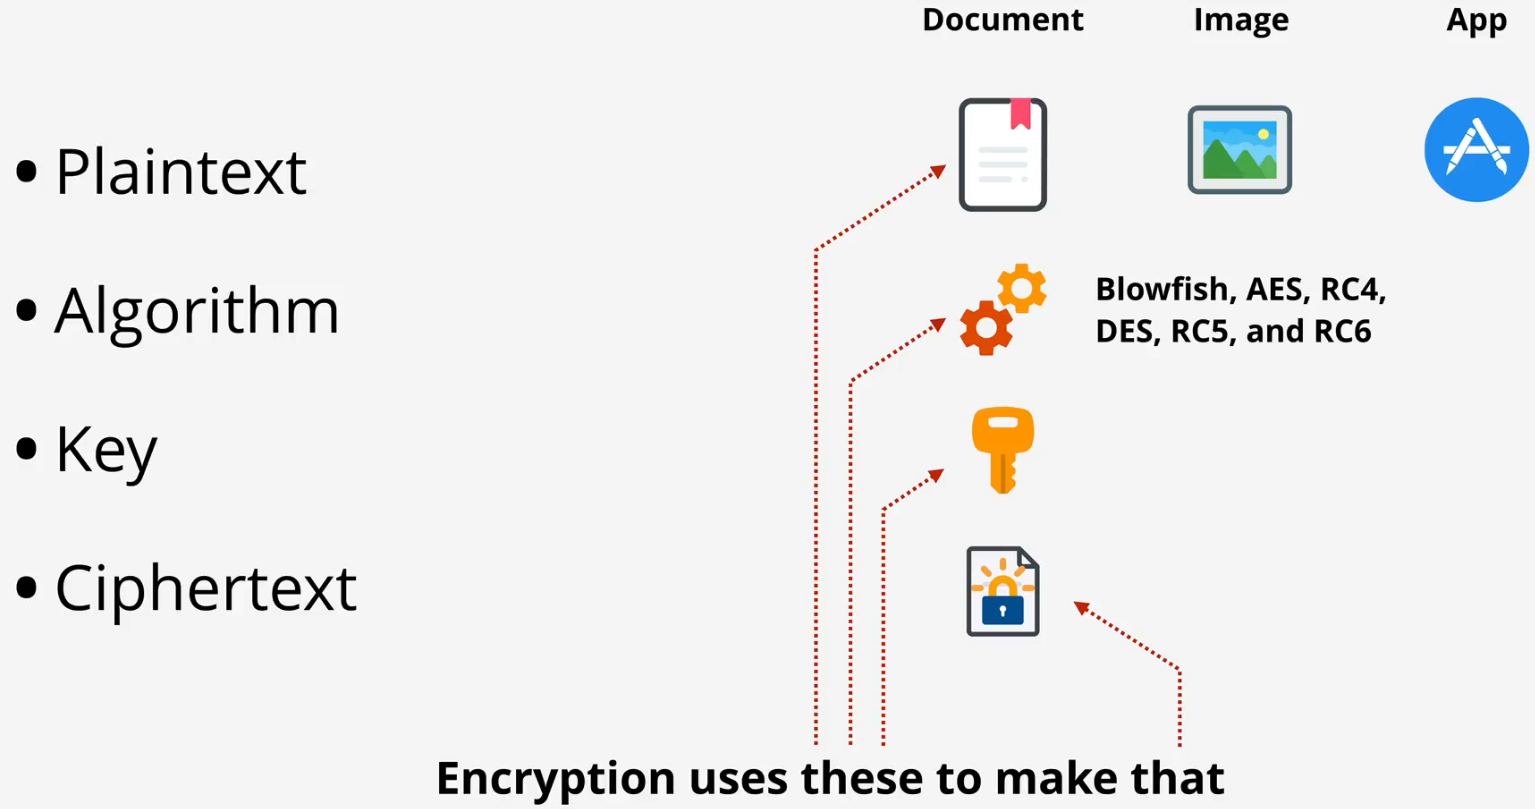 Document Image App
• Plaintext
• Algorithm
Blowfish, AES, RC4,
DES, RC5, and RC6
• Key
• Ciphertext
Encryption uses these to make that